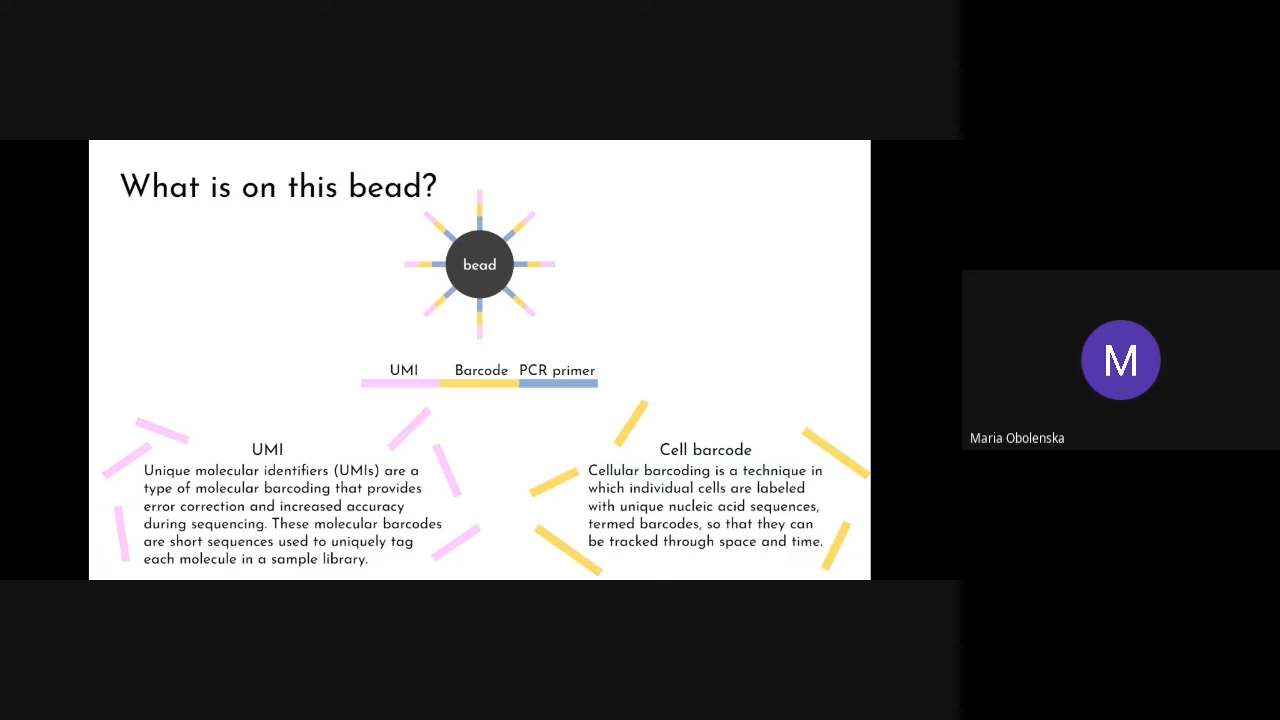 What is on this bead?
bead
UMI Barcode PCR primer
UMI
Unique molecular identifiers (UMIs) are a
type of molecular barcoding that provides
error correction and increased accuracy
during sequencing. These molecular barcodes
are short sequences used to uniquely tag
each molecule in a sample library.
Cell barcode
Cellular barcoding is a technique in
which individual cells are labeled
with unique nucleic acid sequences,
termed barcodes, so that they can
be tracked through space and time.
M
Maria Obolenska